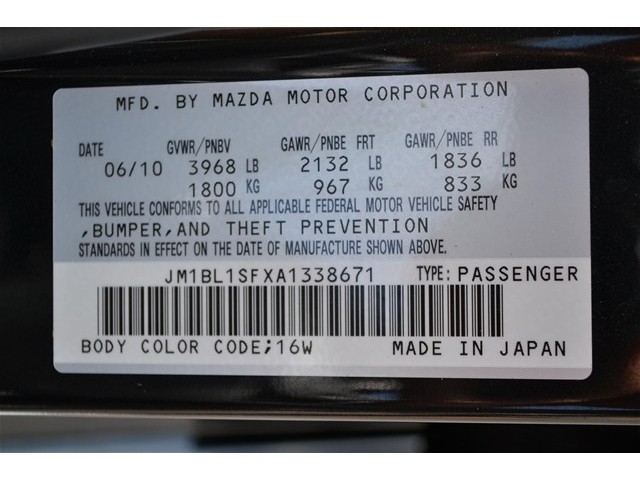 MFD. BY MAZDA MOTOR CORPORATION
DATE GVWR/PNBV GAWR/PNBE FRT GAWR/PNBE RR
06/10 3968 LB 2132 LB 1836 LB
1800 KG 967 KG 833 KG
THIS VEHICLE CONFORMS TO ALL APPLICABLE FEDERAL MOTOR VEHICLE SAFETY
,BUMPER,AND THEFT PREVENTION
STANDARDS IN EFFECT ON THE DATE OF MANUFACTURE SHOWN ABOVE.
JM1BL1SFXA1338671 TYPE: PASSENGER
BODY COLOR CODE;16W MADE IN JAPAN